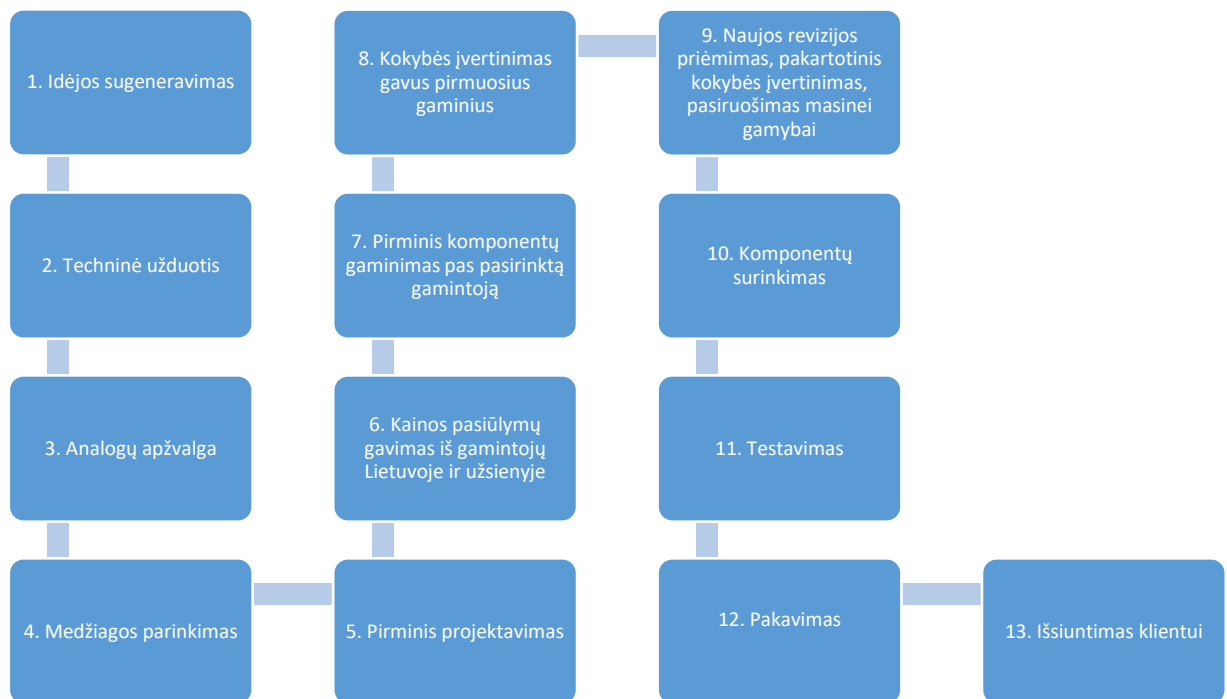 1. Idėjos sugeneravimas
2. Techninė užduotis
3. Analogų apžvalga
4. Medžiagos parinkimas
5. Pirminis projektavimas
6. Kainos pasiūlymų
gavimas iš gamintojų
Lietuvoje ir užsienyje
7. Pirminis komponentų
gaminimas pas pasirinktą
gamintoją
8. Kokybės įvertinimas
gavus pirmuosius
gaminius
9. Naujos revizijos
priėmimas, pakartotinis
kokybės įvertinimas,
pasiruošimas masinei
gamybai
10. Komponentų
surinkimas
11. Testavimas
12. Pakavimas
13. Išsiuntimas klientui